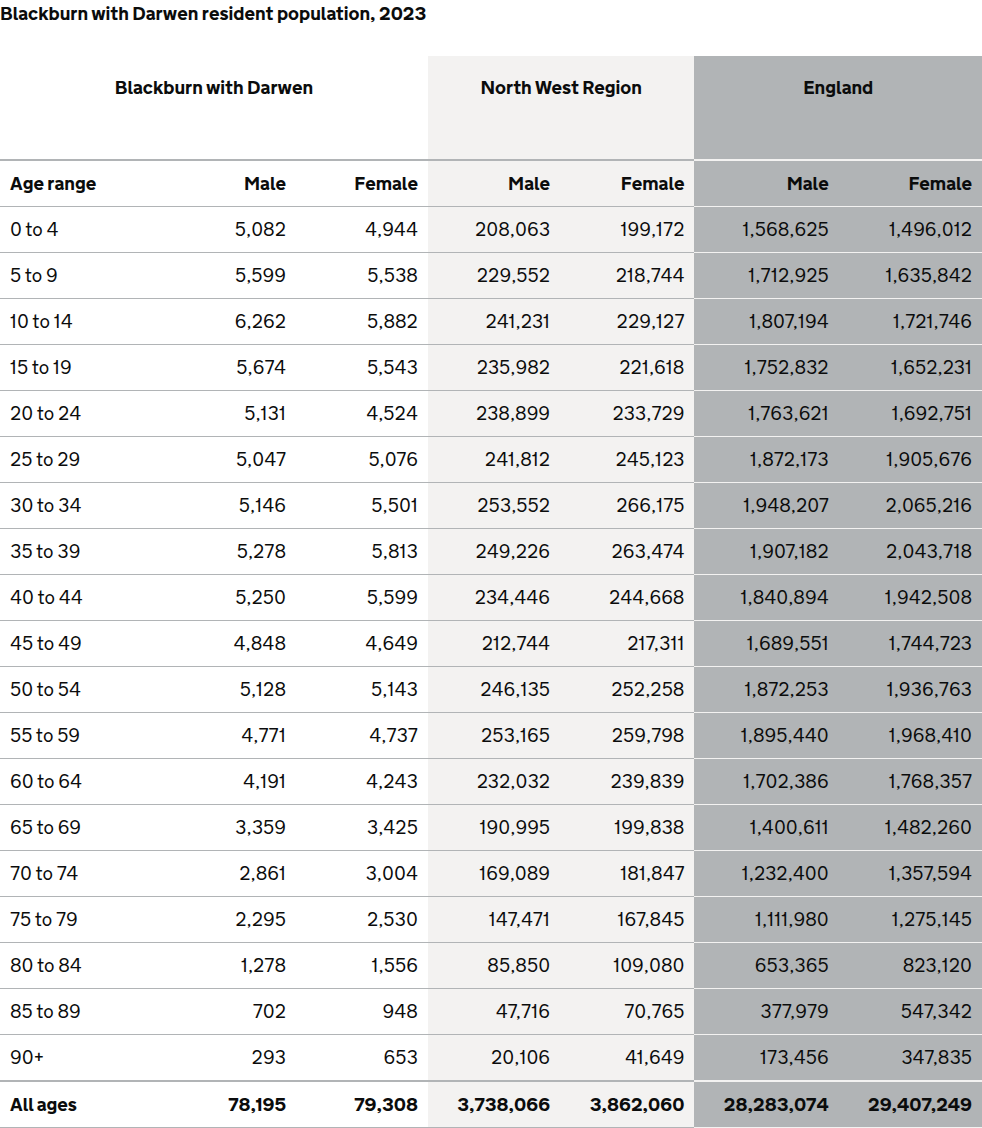 Blackburn with Darwen resident population, 2023
Blackburn with Darwen North West Region England
Age range Male Female Male Female Male Female
0 to 4 5,082 4,944 208,063 199,172 1,568,625 1,496,012
5 to 9 5,599 5,538 229,552 218,744 1,712,925 1,635,842
10 to 14 6,262 5,882 241,231 229,127 1,807,194 1,721,746
15 to 19 5,674 5,543 235,982 221,618 1,752,832 1,652,231
20 to 24 5,131 4,524 238,899 233,729 1,763,621 1,692,751
25 to 29 5,047 5,076 241,812 245,123 1,872,173 1,905,676
30 to 34 5,146 5,501 253,552 266,175 1,948,207 2,065,216
35 to 39 5,278 5,813 249,226 263,474 1,907,182 2,043,718
40 to 44 5,250 5,599 234,446 244,668 1,840,894 1,942,508
45 to 49 4,848 4,649 212,744 217,311 1,689,551 1,744,723
50 to 54 5,128 5,143 246,135 252,258 1,872,253 1,936,763
55 to 59 4,771 4,737 253,165 259,798 1,895,440 1,968,410
60 to 64 4,191 4,243 232,032 239,839 1,702,386 1,768,357
65 to 69 3,359 3,425 190,995 199,838 1,400,611 1,482,260
70 to 74 2,861 3,004 169,089 181,847 1,232,400 1,357,594
75 to 79 2,295 2,530 147,471 167,845 1,111,980 1,275,145
80 to 84 1,278 1,556 85,850 109,080 653,365 823,120
85 to 89 702 948 47,716 70,765 377,979 547,342
90+ 293 653 20,106 41,649 173,456 347,835
All ages 78,195 79,308 3,738,066 3,862,060 28,283,074 29,407,249